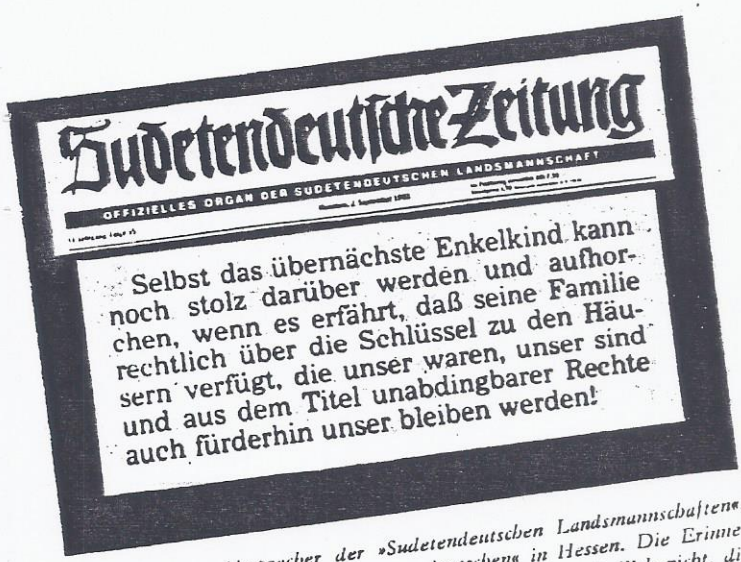 Sudetendeutsche Zeitung
OFFIZIELLES ORGAN DER SUDETENDEUTSCHEN LANDSMANNSCHAFT
Selbst das übernächste Enkelkind kann
noch stolz darüber werden und aufhor-
chen, wenn es erfährt, daß seine Familie
rechtlich über die Schlüssel zu den Häu-
sern verfügt, die unser waren, unser sind
und aus dem Titel unabdingbarer Rechte
auch fürderhin unser bleiben werden!
der »Sudetendeutschen Landsmannschaften«
in Hessen. Die Erinne